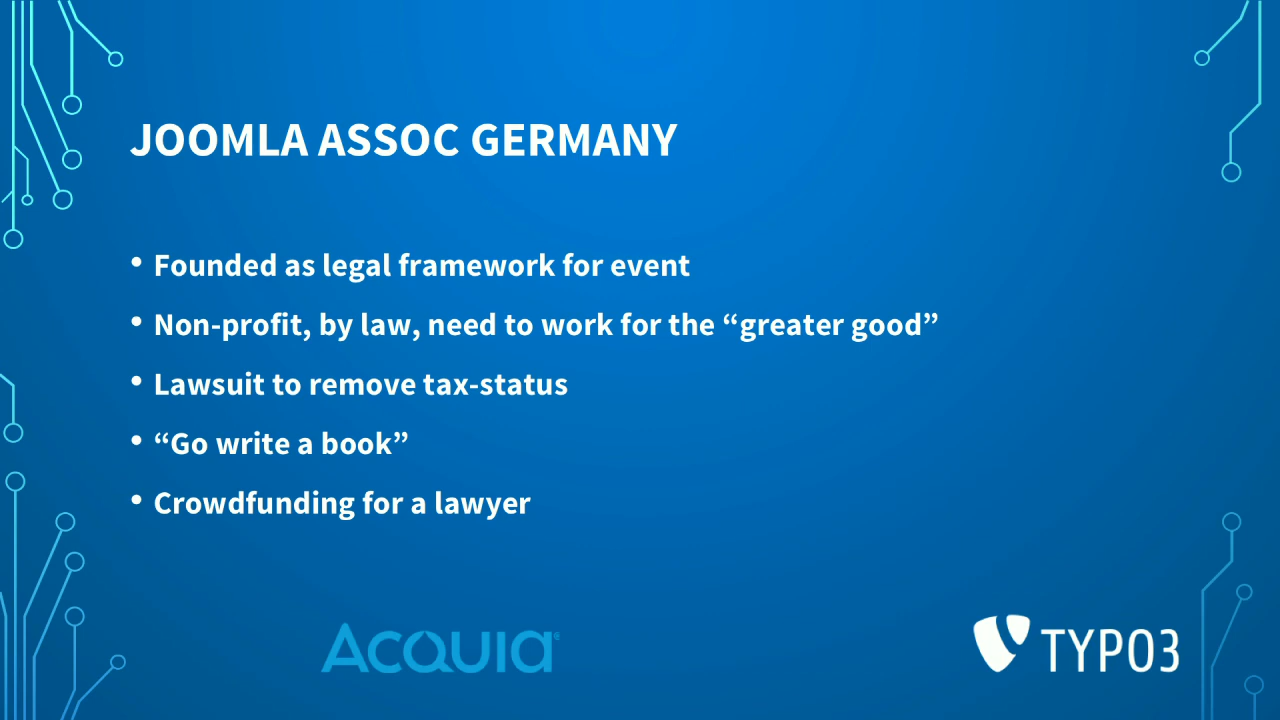 JOOMLA ASSOC GERMANY
• Founded as legal framework for event
• Non-profit, by law, need to work for the “greater good”
• Lawsuit to remove tax-status
• “Go write a book”
• Crowdfunding for a lawyer
ACQUIA®
TYPO3